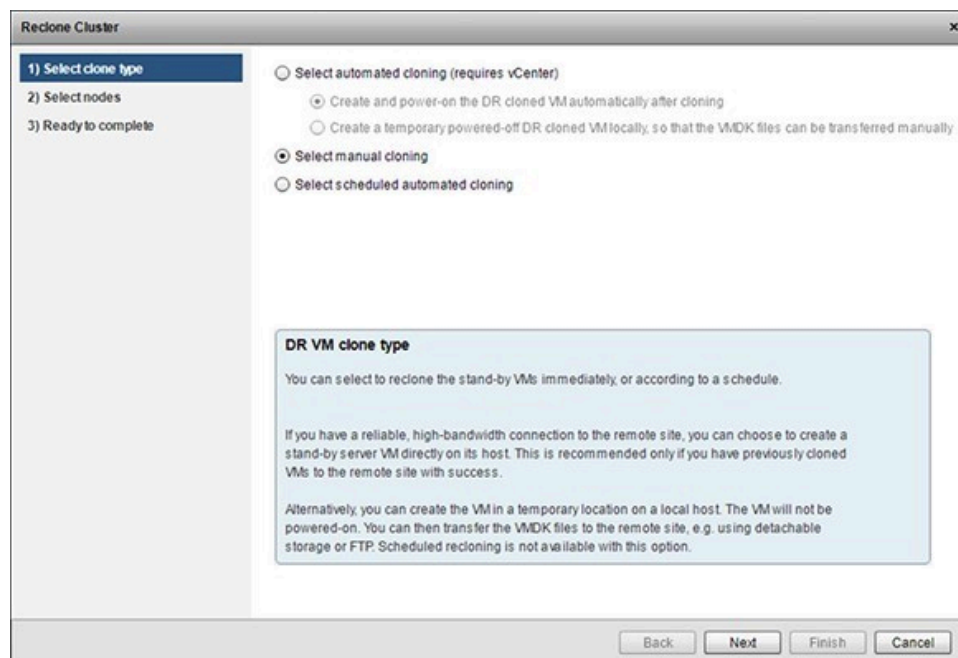 Reclone Cluster
x
1) Select clone type
2) Select nodes
3) Ready to complete
Select automated cloning (requires vCenter)
Create and power-on the DR cloned VM automatically after cloning
Create a temporary powered-off DR cloned VM locally, so that the VMDK files can be transferred manually
Select manual cloning
Select scheduled automated cloning
DR VM clone type
You can select to reclone the stand-by VMs immediately, or according to a schedule.
If you have a reliable, high-bandwidth connection to the remote site, you can choose to create a
stand-by server VM directly on its host. This is recommended only if you have previously cloned
VMs to the remote site with success.
Alternatively, you can create the VM in a temporary location on a local host. The VM will not be
powered-on. You can then transfer the VMDK files to the remote site, e.g. using detachable
storage or FTP. Scheduled recloning is not available with this option.
Back Next Finish Cancel